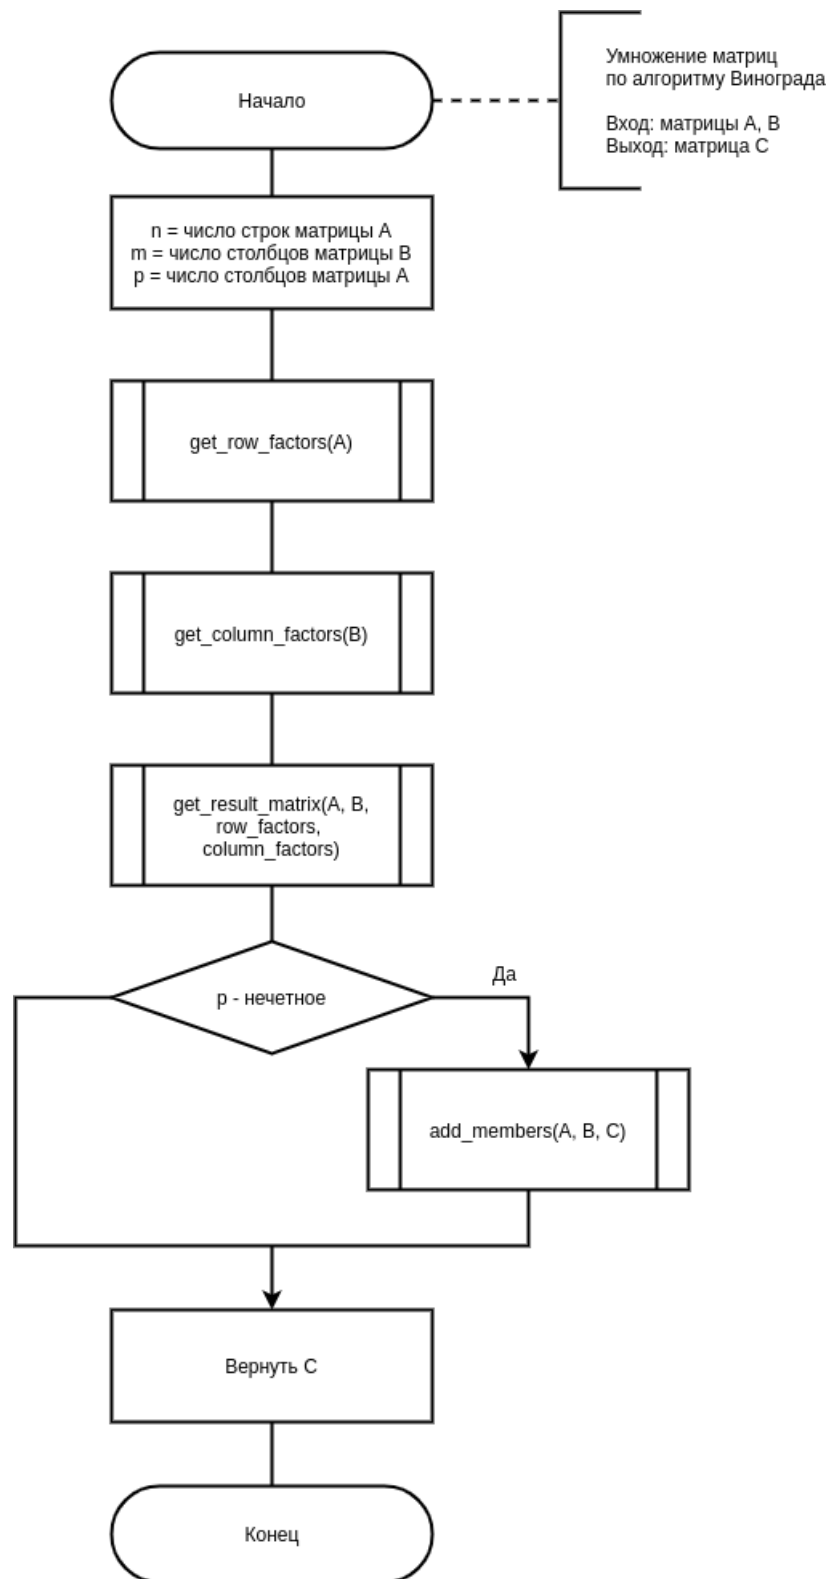 Начало
Умножение матриц
по алгоритму Винограда
Вход: матрицы A, B
Выход: матрица C
n = число строк матрицы A
m = число столбцов матрицы B
p = число столбцов матрицы A
get_row_factors(A)
get_column_factors(B)
get_result_matrix(A, B,
row_factors,
column_factors)
p - нечетное
Да
add_members(A, B, C)
Вернуть C
Конец